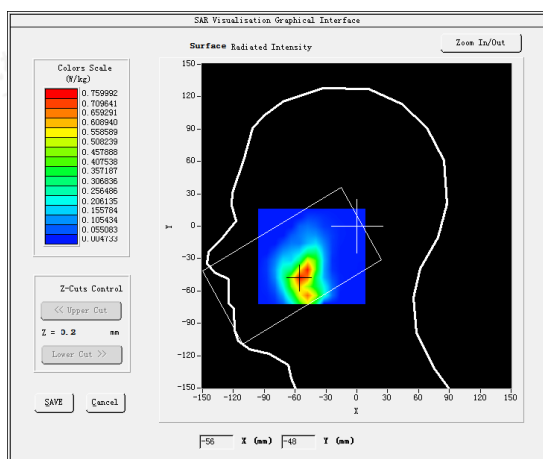 SAR Visualisation Graphical Interface
Surface Radiated Intensity
Zoom In/Out
Colors Scale
(W/kg)
0.759992
0.709641
0.659291
0.608940
0.558589
0.508239
0.457888
0.407538
0.357187
0.306836
0.256486
0.206135
0.155784
0.105434
0.055083
0.004733
Z-Cuts Control
<< Upper Cut
Z = 0.2 mm
Lower Cut >>
SAVE Cancel
150
120
90
60
30
0
-30
-60
-90
-120
-150
Y
-150 -120 -90 -60 -30 0 30 60 90 120 150
X
-56 X (mm) -48 Y (mm)